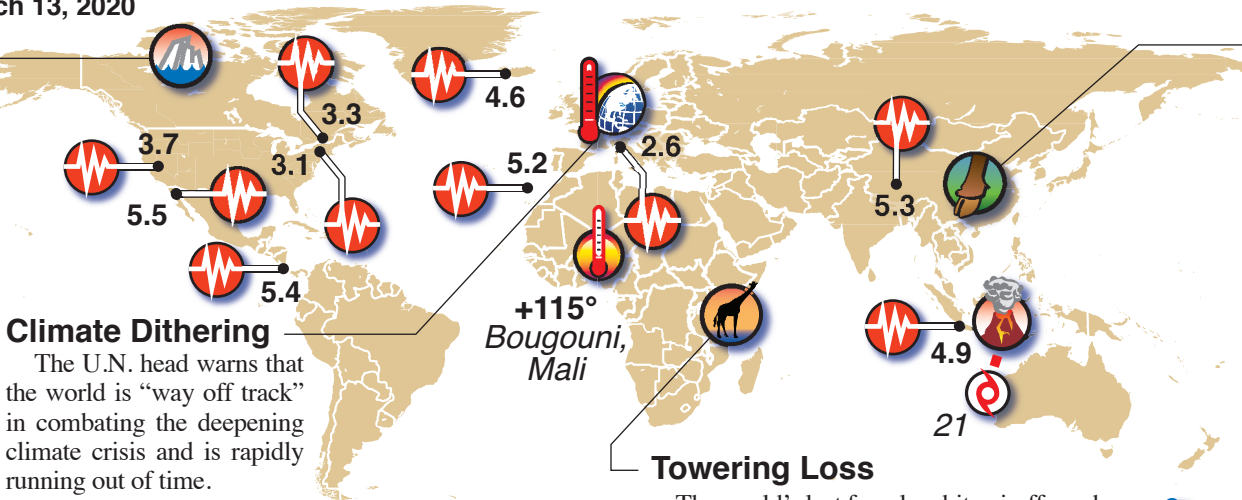 ch 13, 2020
3.3
4.6
3.7
3.1
2.6
5.2
5.5
5.3
5.4
+115°
Bougouni,
Mali
4.9
21
Climate Dithering
The U.N. head warns that
the world is “way off track”
in combating the deepening
climate crisis and is rapidly
running out of time.
Towering Loss